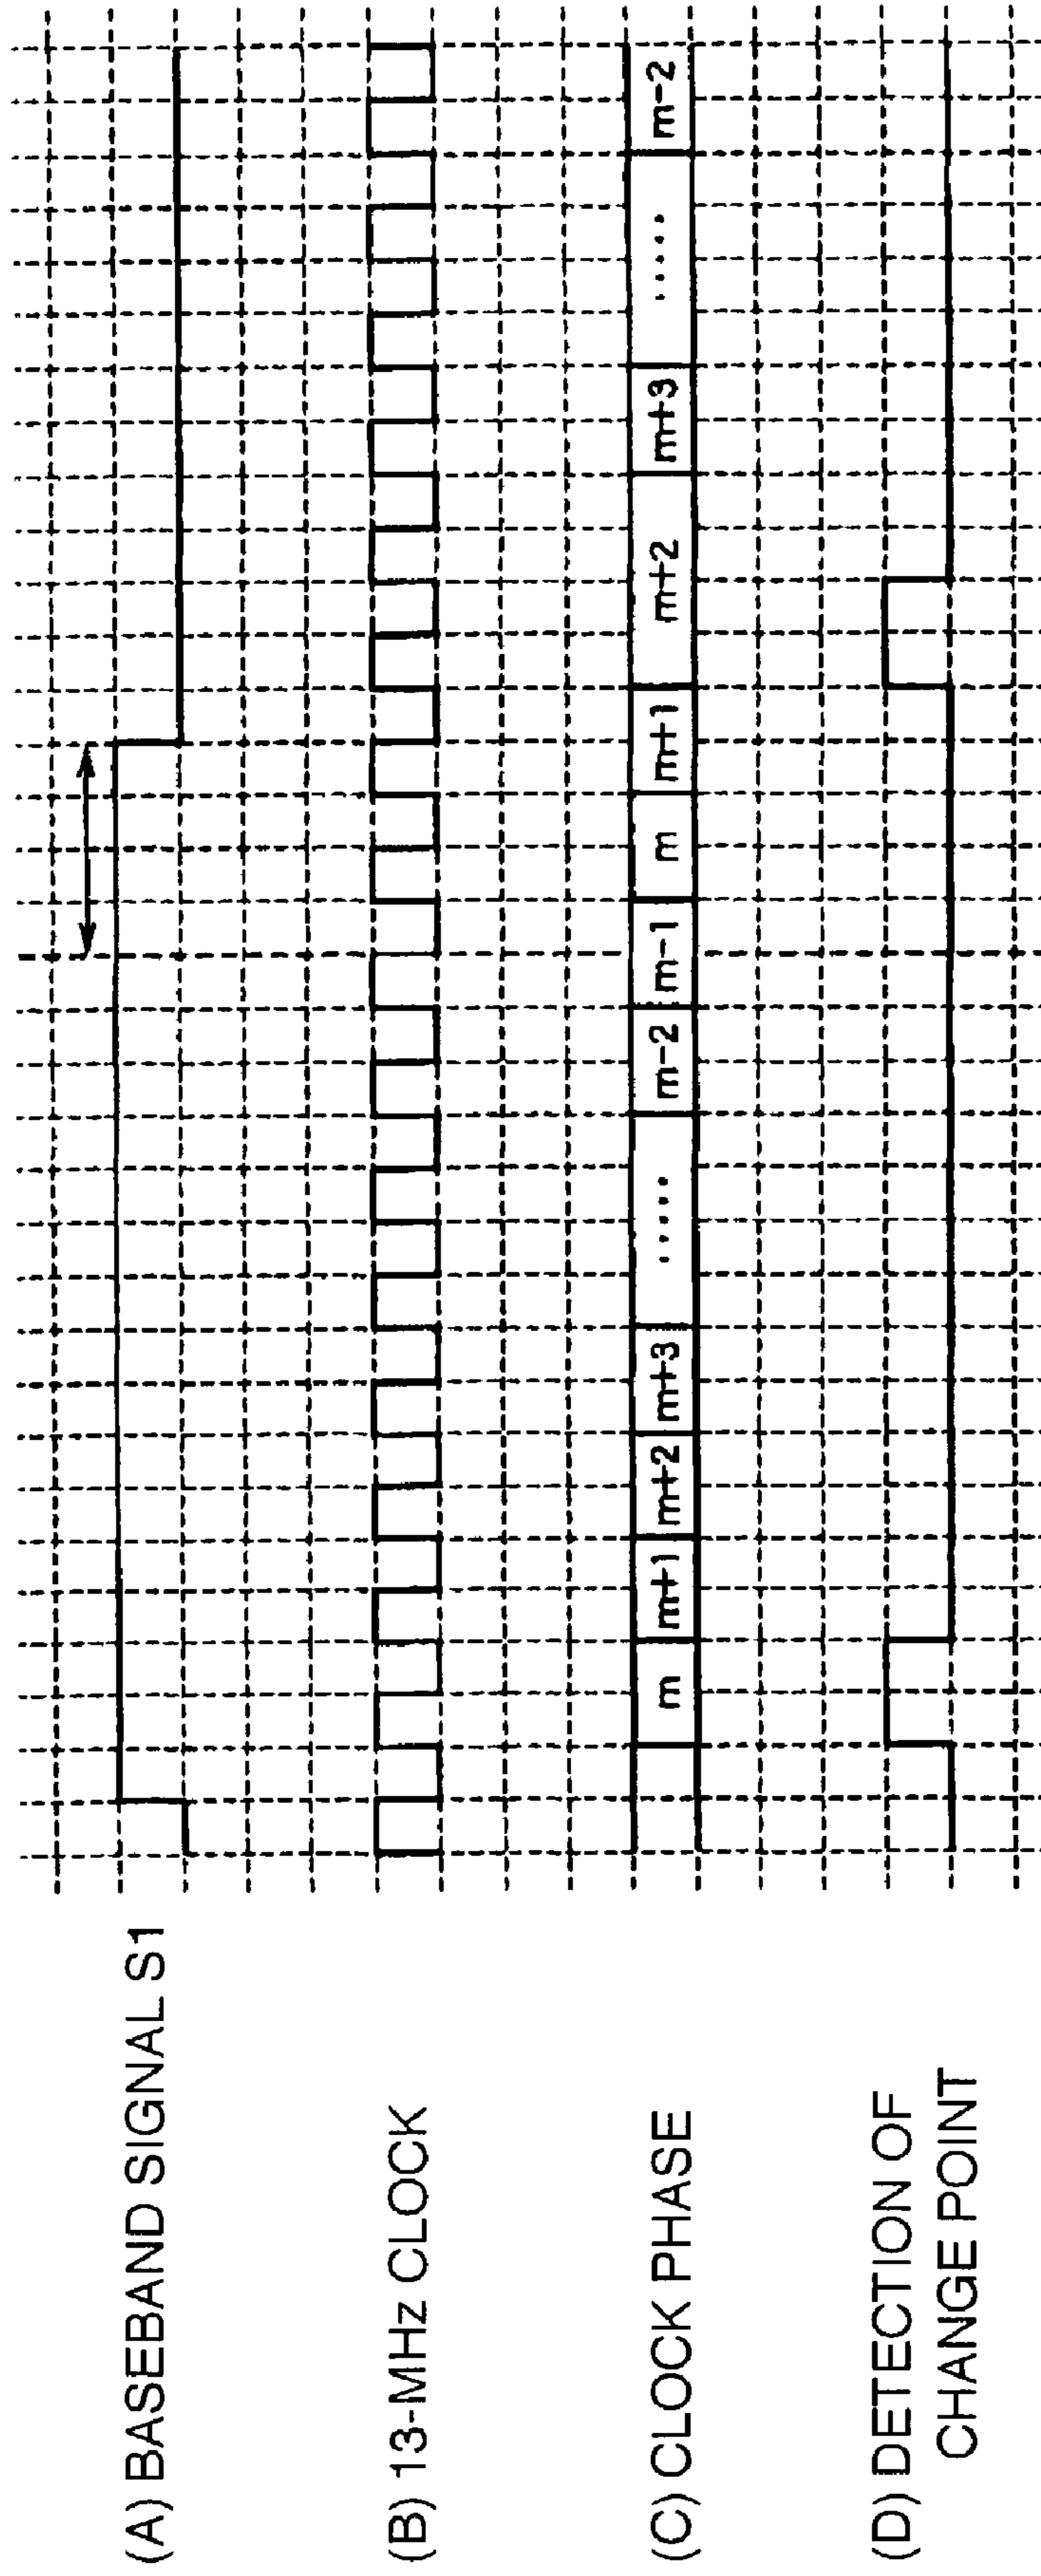 (A) BASEBAND SIGNAL S1
(B) 13-MHz CLOCK
(C) CLOCK PHASE
m m+1 m+2 m+3 ..... m-2 m-1 m m+1 m+2 m+3 ..... m-2
(D) DETECTION OF
CHANGE POINT